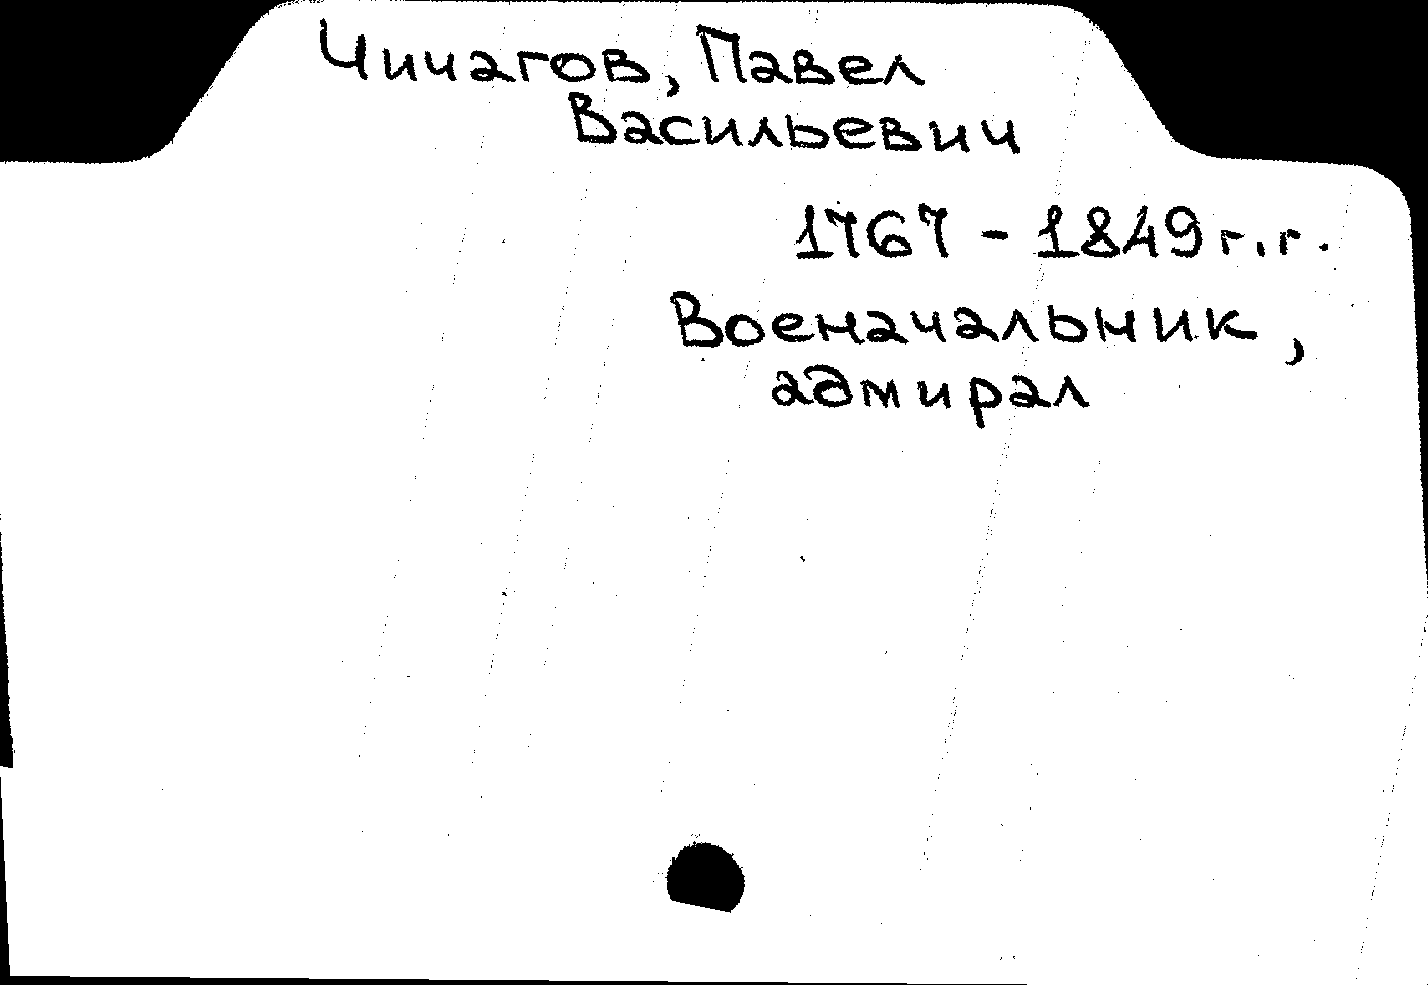 Чичагов, Павел
Васильевич
1767 - 1849 г.г.
Военачальник,
адмирал